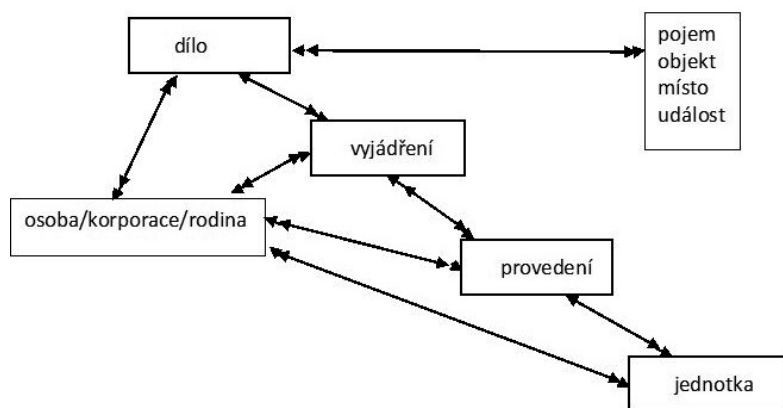 dílo
pojem
objekt
místo
událost
vyjádření
osoba/korporace/rodina
provedení
jednotka